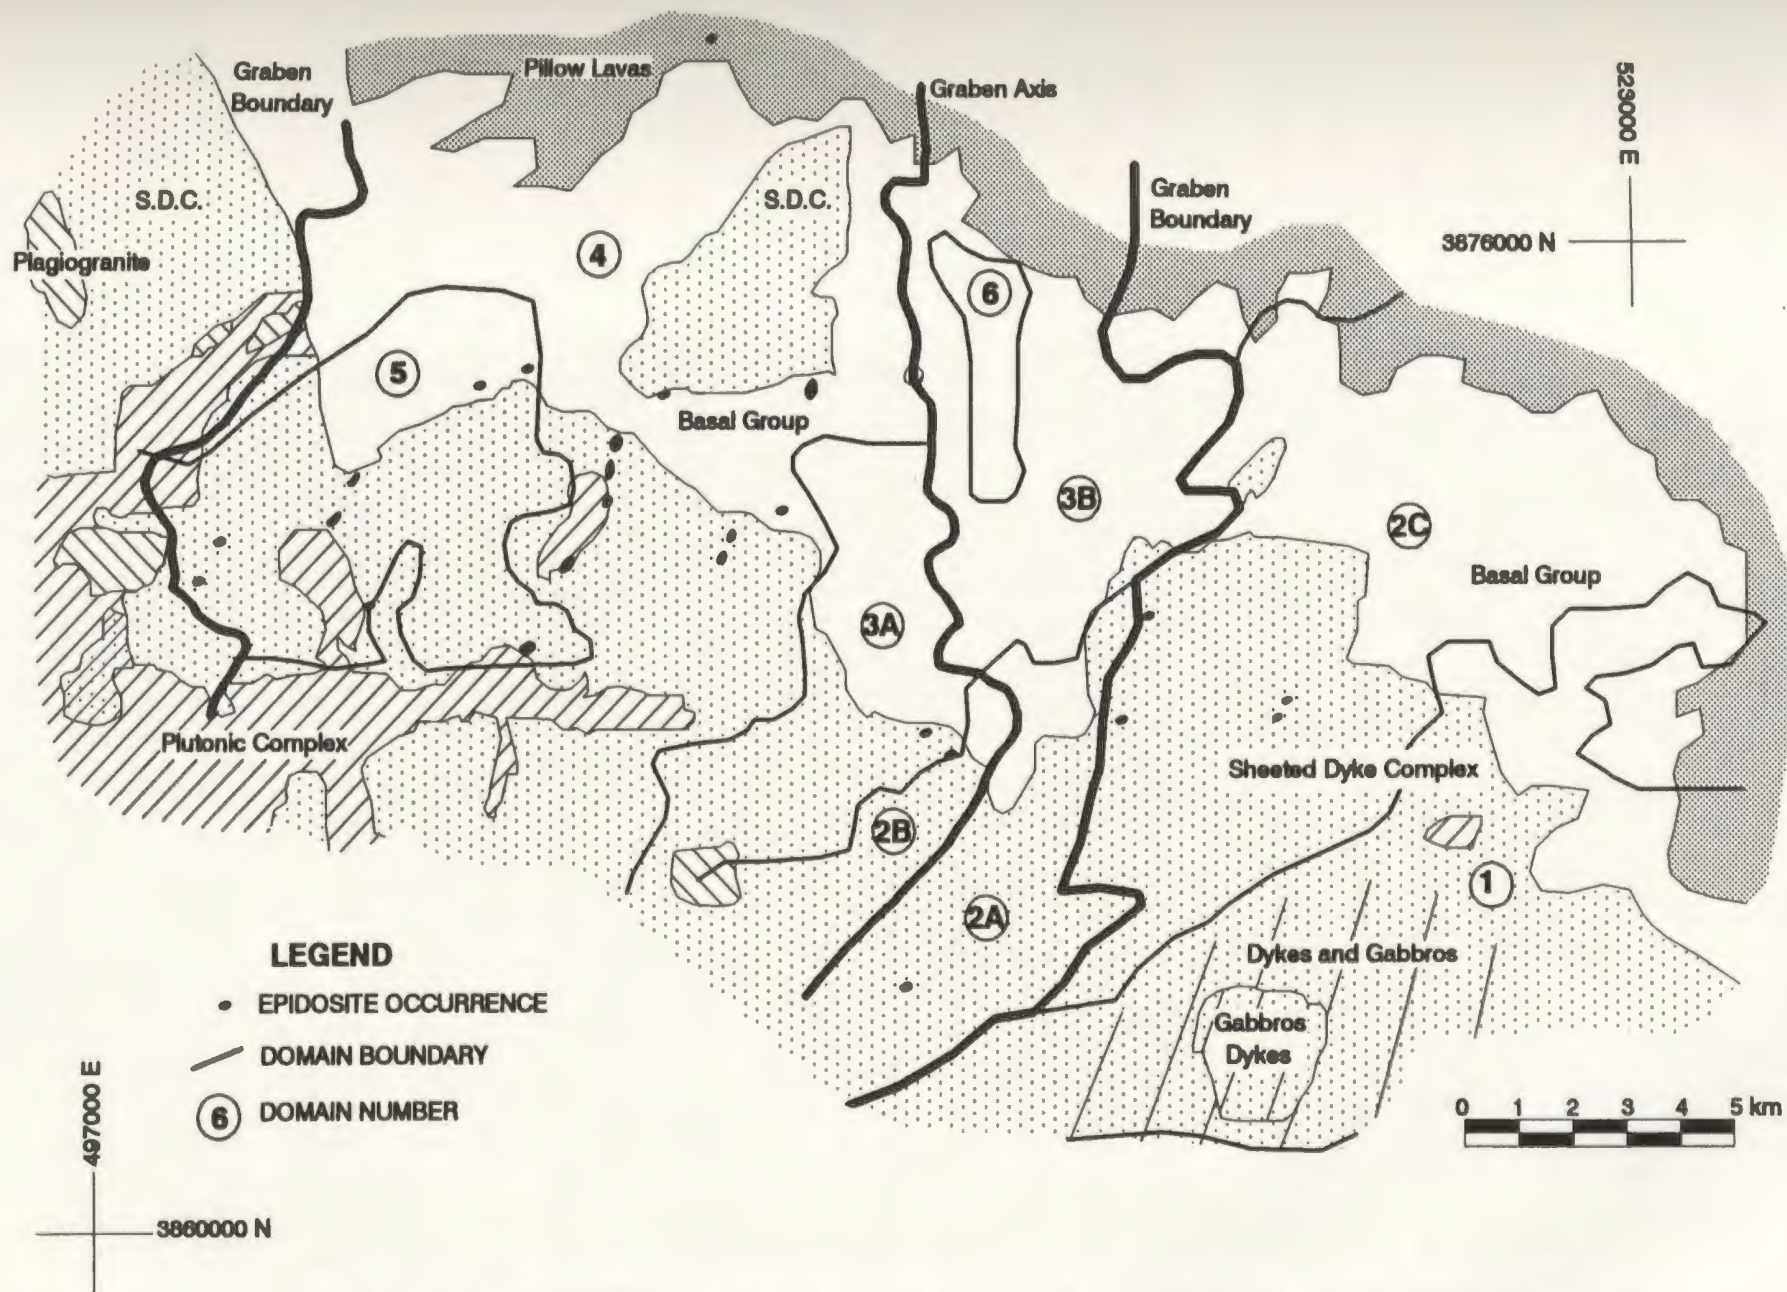 Graben
Boundary
Pillow Lavas
Graben Axis
523000 E
S.D.C.
S.D.C.
Graben
Boundary
3876000 N
Plagiogranite
4
6
5
Basal Group
3B
2C
Basal Group
3A
Plutonic Complex
Sheeted Dyke Complex
2B
1
2A
LEGEND
Dykes and Gabbros
EPIDOSITE OCCURRENCE
Gabbros
Dykes
DOMAIN BOUNDARY
6 DOMAIN NUMBER
0 1 2 3 4 5 km
497000 E
3860000 N